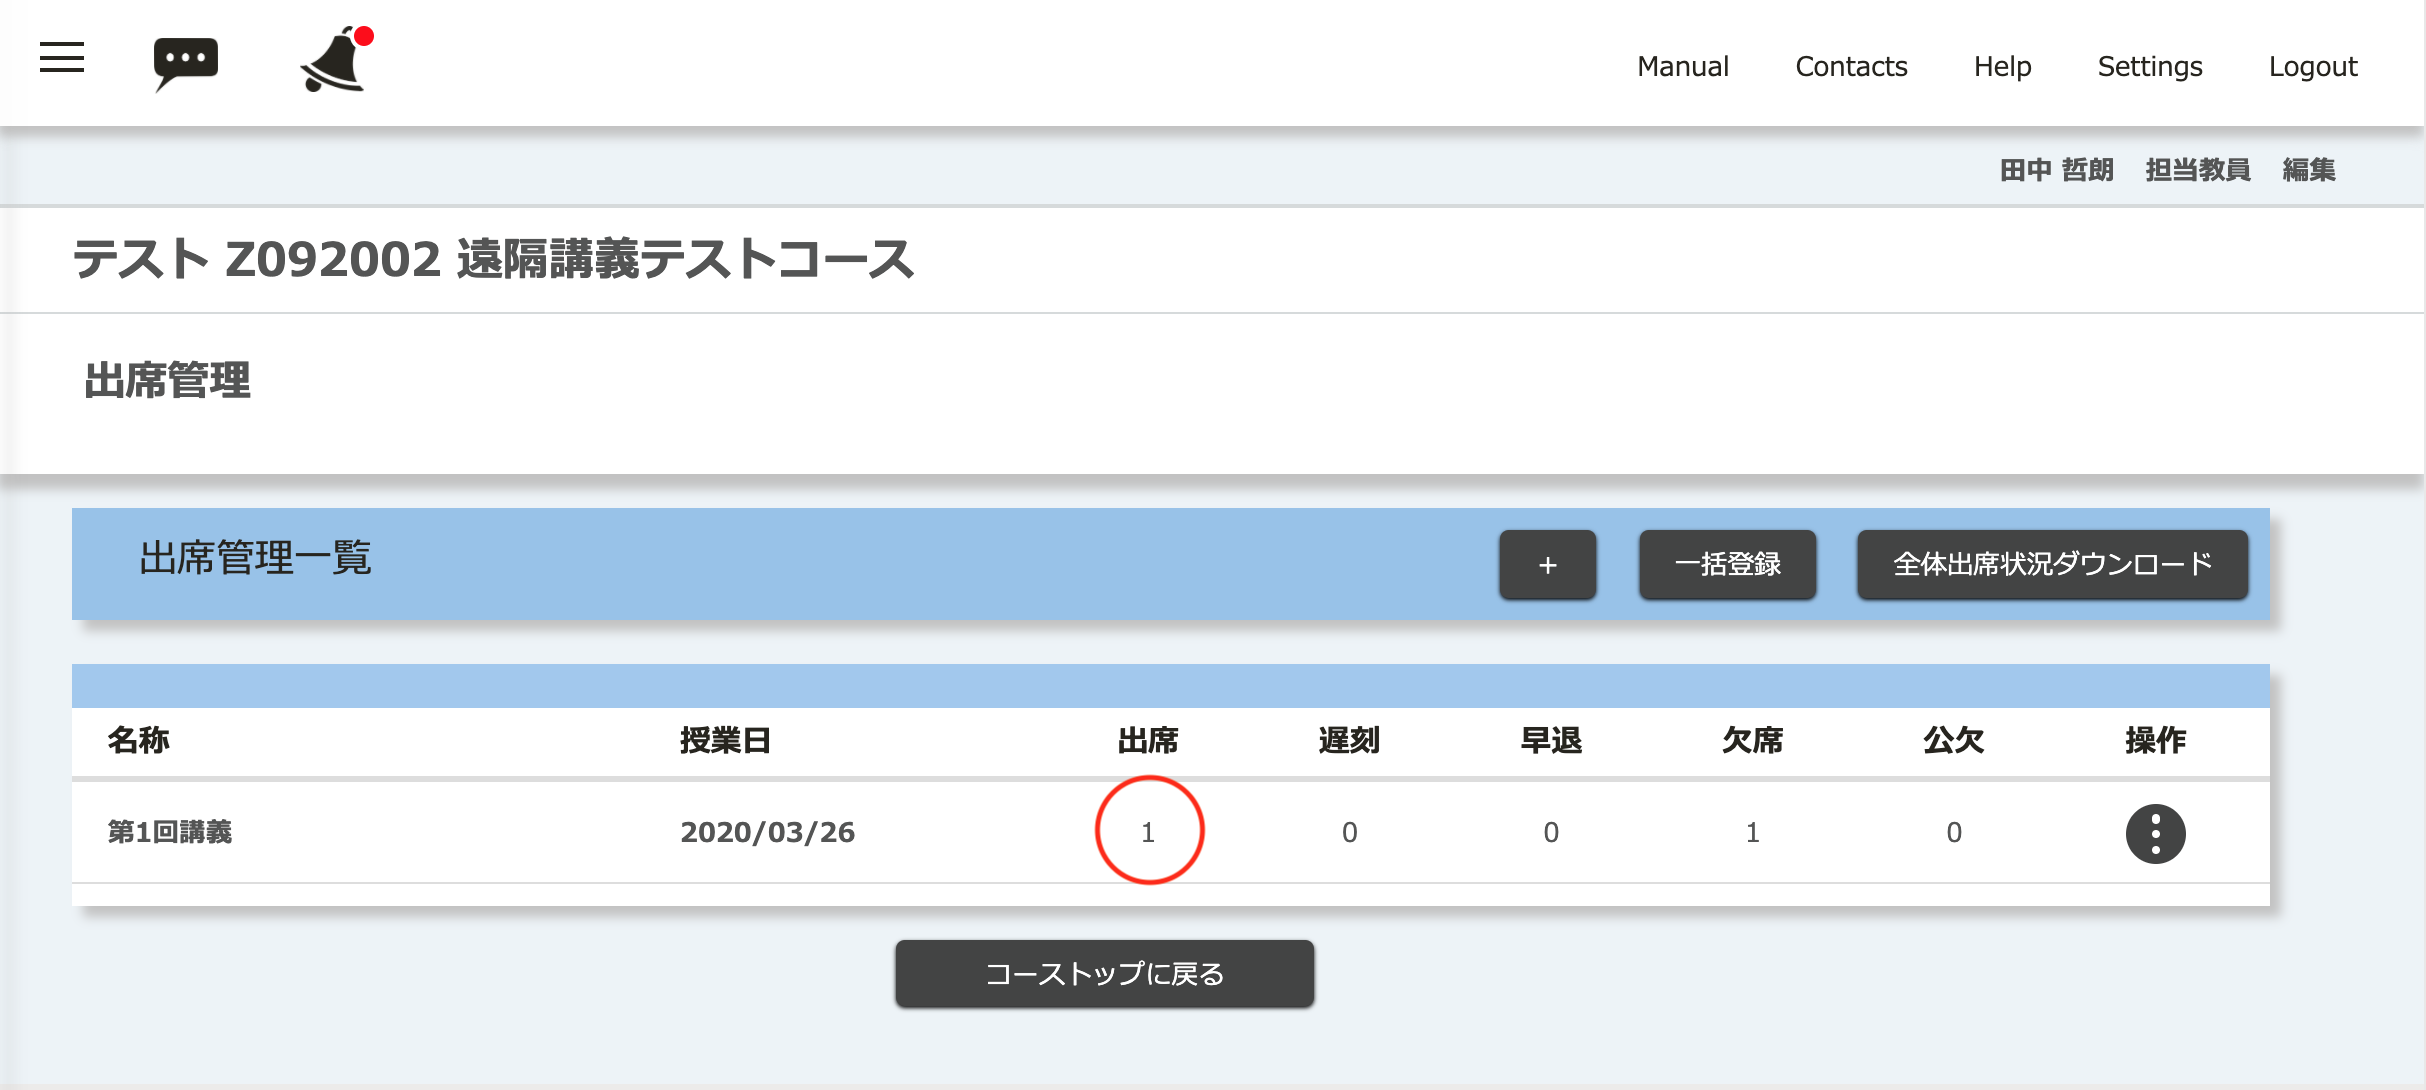 Manual Contacts Help Settings Logout
田中 哲朗 担当教員 編集
テスト Z092002 遠隔講義テストコース
出席管理
出席管理一覧 + 一括登録 全体出席状況ダウンロード
名称 授業日 出席 遅刻 早退 欠席 公欠 操作
第1回講義 2020/03/26 1 0 0 1 0
コーストップに戻る